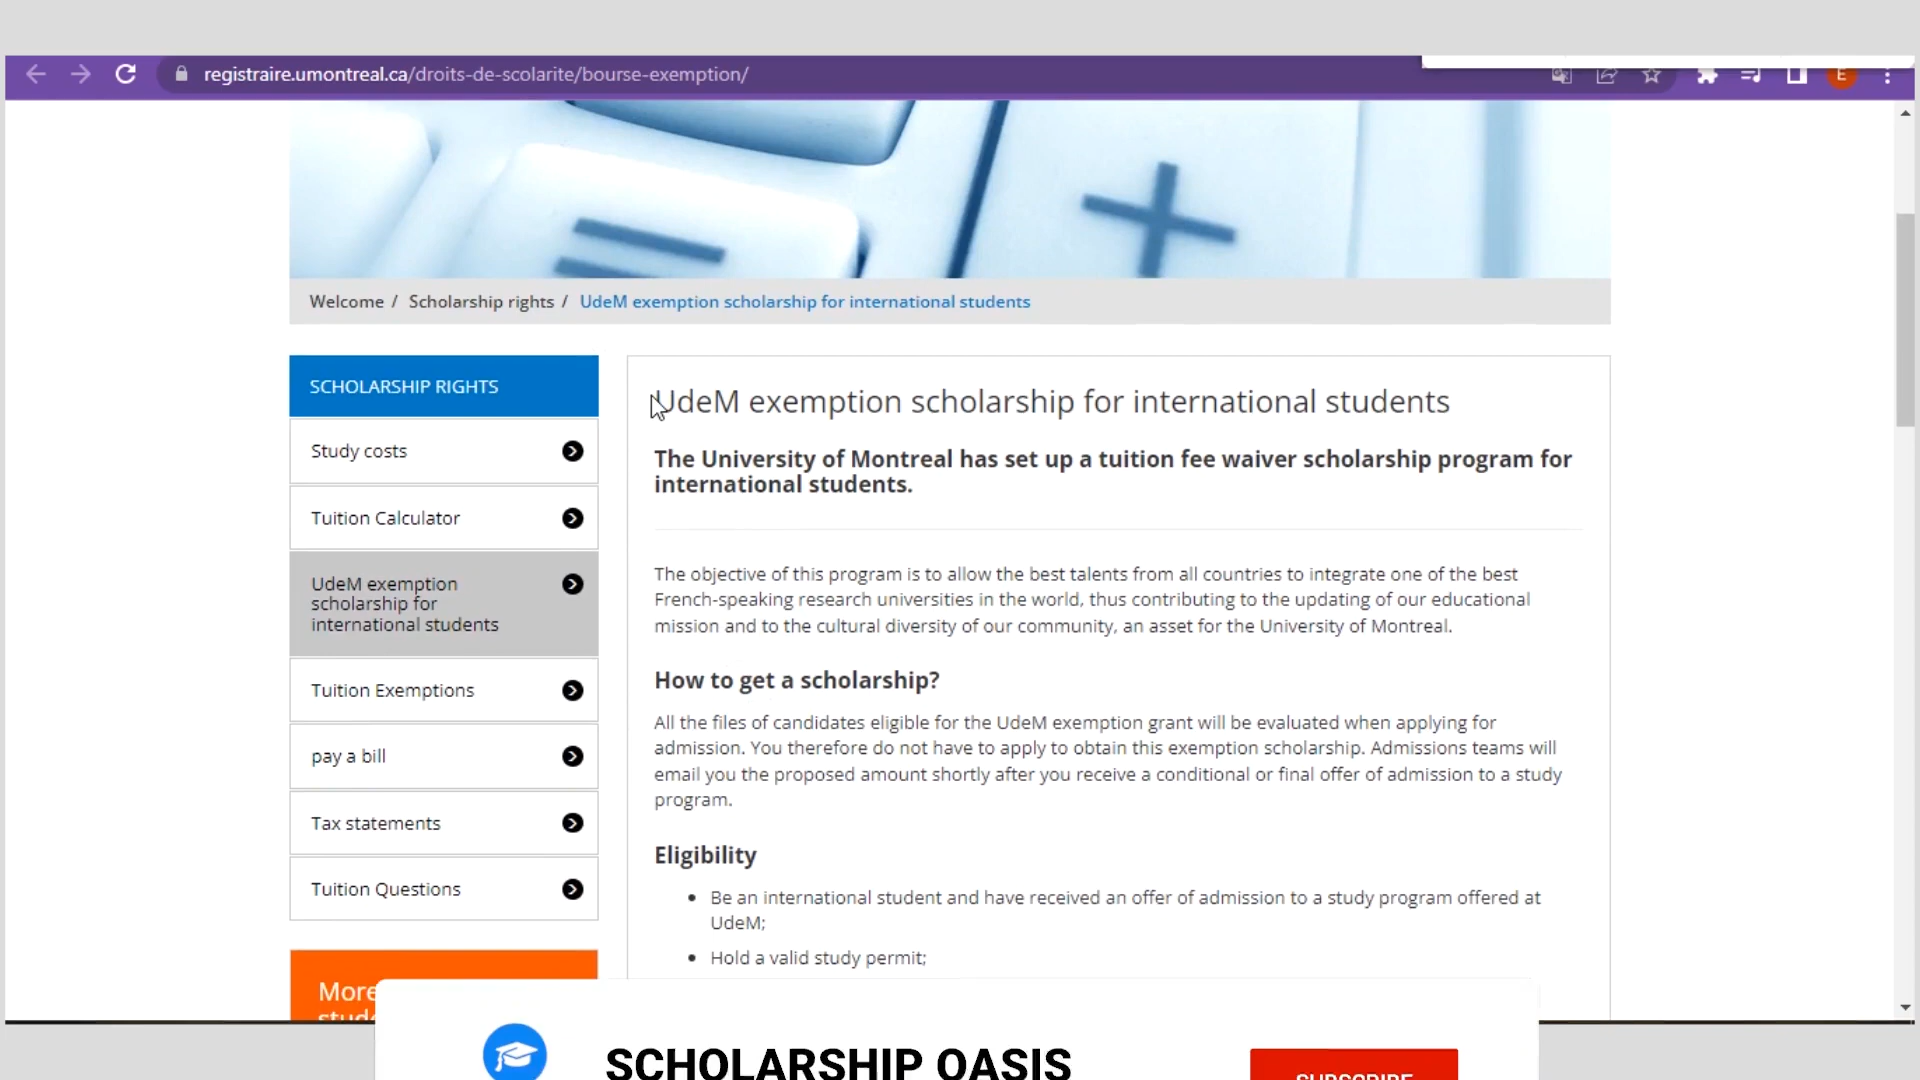 registraire.umontreal.ca/droits-de-scolarite/bourse-exemption/
E
Welcome / Scholarship rights / UdeM exemption scholarship for international students
SCHOLARSHIP RIGHTS
Study costs
Tuition Calculator
UdeM exemption
scholarship for
international students
Tuition Exemptions
pay a bill
Tax statements
Tuition Questions
More
stud
UdeM exemption scholarship for international students
The University of Montreal has set up a tuition fee waiver scholarship program for
international students.
The objective of this program is to allow the best talents from all countries to integrate one of the best
French-speaking research universities in the world, thus contributing to the updating of our educational
mission and to the cultural diversity of our community, an asset for the University of Montreal.
How to get a scholarship?
All the files of candidates eligible for the UdeM exemption grant will be evaluated when applying for
admission. You therefore do not have to apply to obtain this exemption scholarship. Admissions teams will
email you the proposed amount shortly after you receive a conditional or final offer of admission to a study
program.
Eligibility
• Be an international student and have received an offer of admission to a study program offered at
UdeM;
• Hold a valid study permit;
SCHOLARSHIP OASIS
SUBSCRIBE